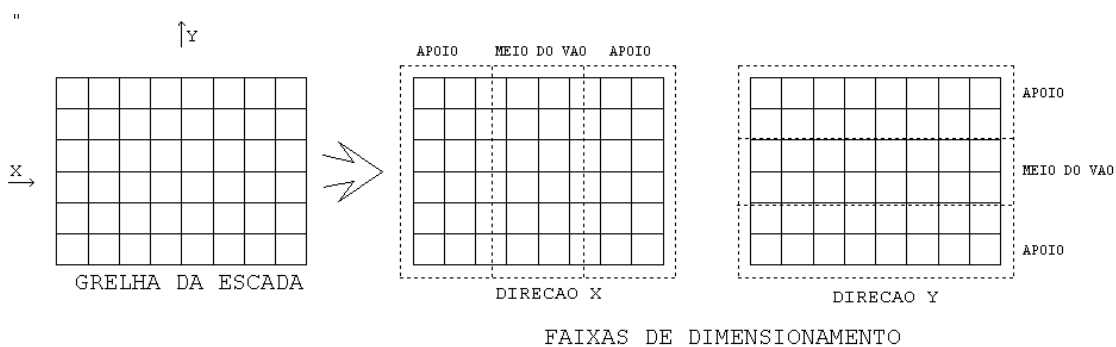 "
Y
X
GRELHA DA ESCADA
APOIO MEIO DO VAO APOIO
DIRECAO X
APOIO
MEIO DO VAO
APOIO
DIRECAO Y
FAIXAS DE DIMENSIONAMENTO